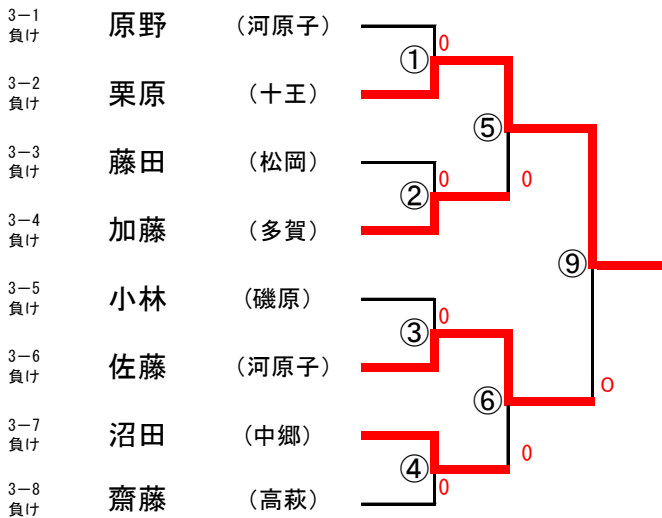 3－1
負け 原野 （河原子）
0
①
3－2
負け 栗原 （十王）
⑤
3－3
負け 藤田 （松岡）
0 0
②
3－4
負け 加藤 （多賀）
⑨
3－5
負け 小林 （磯原）
0
③
3－6
負け 佐藤 （河原子）
0
⑥
3－7
負け 沼田 （中郷）
0
④
0
3－8
負け 齋藤 （高萩）